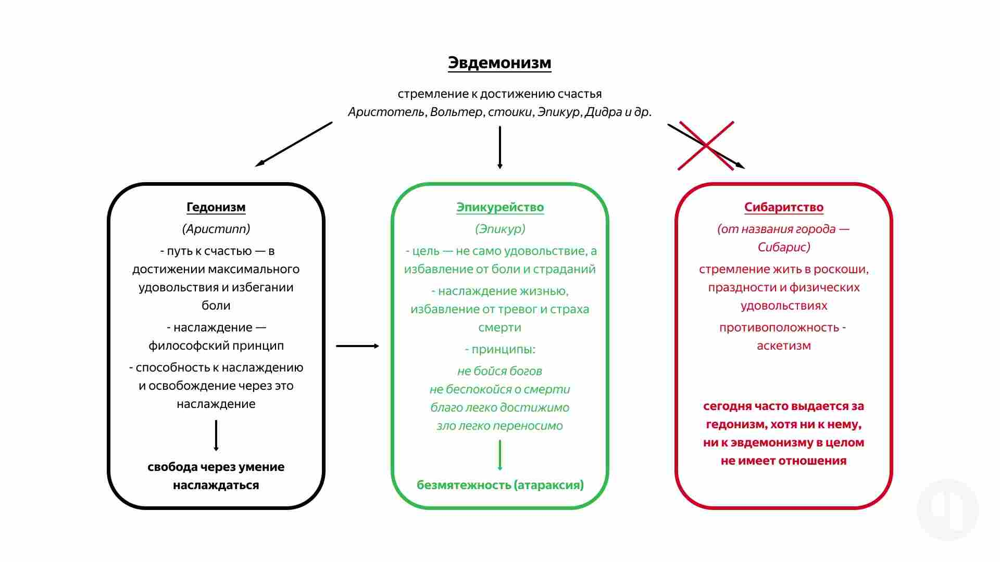 Эвдемонизм
стремление к достижению счастья
Аристотель, Вольтер, стоики, Эпикур, Дидра и др.
Гедонизм
(Аристипп)
- путь к счастью — в
достижении максимального
удовольствия и избегании
боли
- наслаждение —
философский принцип
- способность к наслаждению
и освобождение через это
наслаждение
свобода через умение
наслаждаться
Эпикурейство
(Эпикур)
- цель — не само удовольствие, а
избавление от боли и страданий
- наслаждение жизнью,
избавление от тревог и страха
смерти
- принципы:
не бойся богов
не беспокойся о смерти
благо легко достижимо
зло легко переносимо
безмятежность (атараксия)
Сибаритство
(от названия города —
Сибарис)
стремление жить в роскоши,
праздности и физических
удовольствиях
противоположность -
аскетизм
сегодня часто выдается за
гедонизм, хотя ни к нему,
ни к эвдемонизму в целом
не имеет отношения